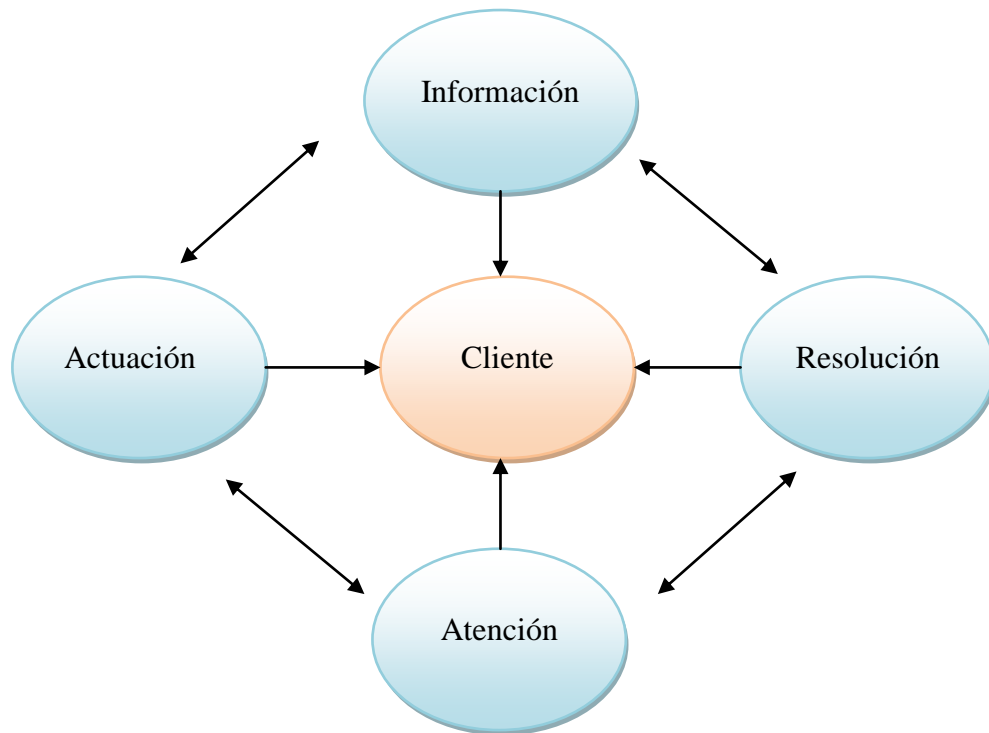 Información
Actuación
Cliente
Resolución
Atención